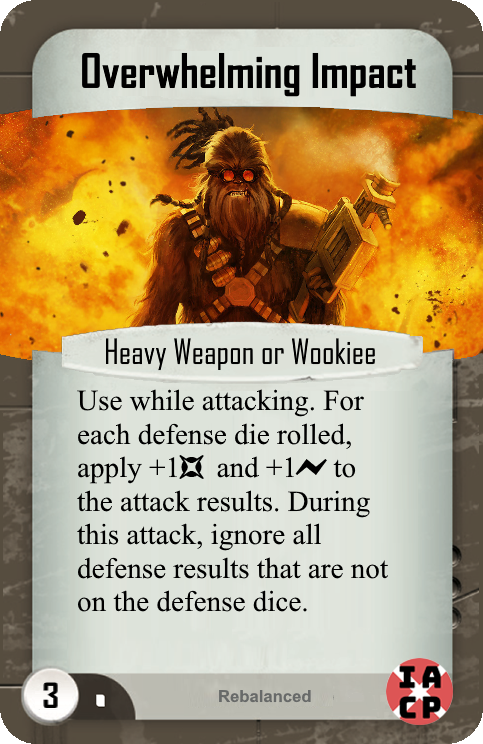 Overwhelming Impact
Heavy Weapon or Wookiee
Use while attacking. For
each defense die rolled,
apply +1 and +1 to
the attack results. During
this attack, ignore all
defense results that are not
on the defense dice.
3
Rebalanced
IA
CP